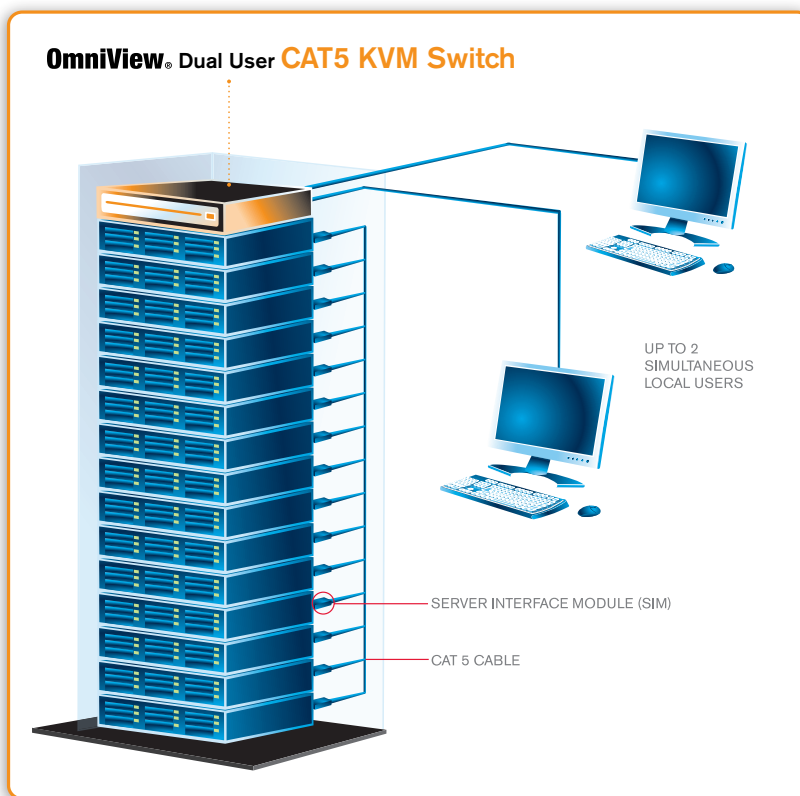 OmniView® Dual User CAT5 KVM Switch
UP TO 2
SIMULTANEOUS
LOCAL USERS
SERVER INTERFACE MODULE (SIM)
CAT 5 CABLE